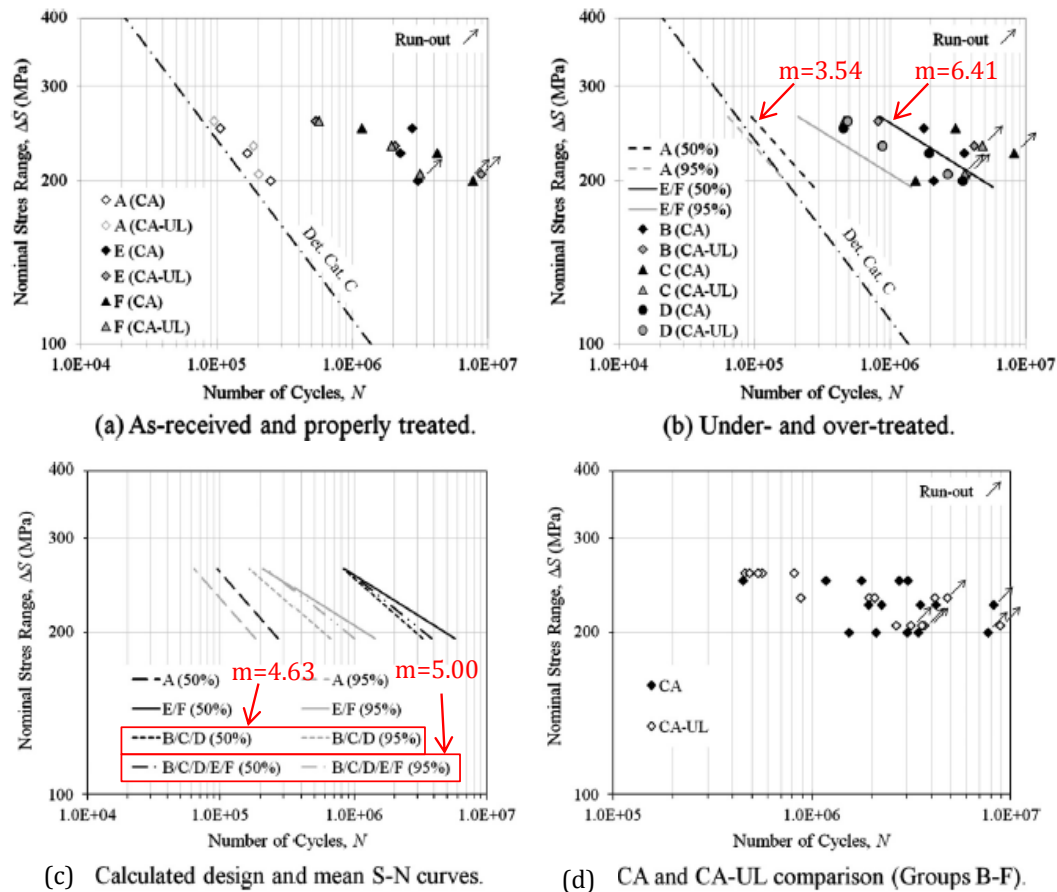 400
300
200
100
Nominal Stres Range, ΔS (MPa)
Run-out
A (CA)
A (CA-UL)
E (CA)
E (CA-UL)
F (CA)
F (CA-UL)
Det. Cat. C
1.0E+04 1.0E+05 1.0E+06 1.0E+07
Number of Cycles, N
(a) As-received and properly treated.
400
300
200
100
Nominal Stres Range, ΔS (MPa)
Run-out
m=3.54
m=6.41
A (50%)
A (95%)
E/F (50%)
E/F (95%)
B (CA)
B (CA-UL)
C (CA)
C (CA-UL)
D (CA)
D (CA-UL)
Det. Cat. C
1.0E+04 1.0E+05 1.0E+06 1.0E+07
Number of Cycles, N
(b) Under- and over-treated.
400
300
200
100
Nominal Stres Range, ΔS (MPa)
m=4.63
m=5.00
A (50%) A (95%)
E/F (50%) E/F (95%)
B/C/D (50%) B/C/D (95%)
B/C/D/E/F (50%) B/C/D/E/F (95%)
1.0E+04 1.0E+05 1.0E+06 1.0E+07
Number of Cycles, N
(c) Calculated design and mean S-N curves.
400
300
200
100
Nominal Stres Range, ΔS (MPa)
Run-out
CA
CA-UL
1.0E+05 1.0E+06 1.0E+07
Number of Cycles, N
(d) CA and CA-UL comparison (Groups B-F).